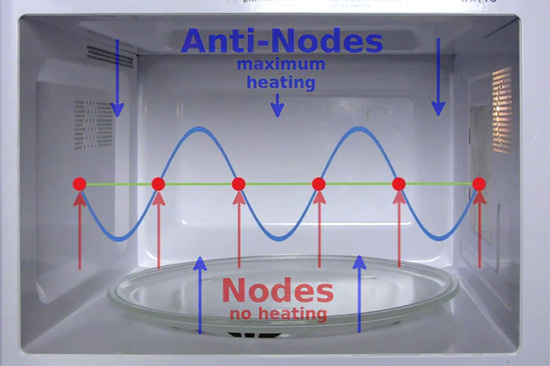 Anti-Nodes
maximum
heating
Nodes
no heating